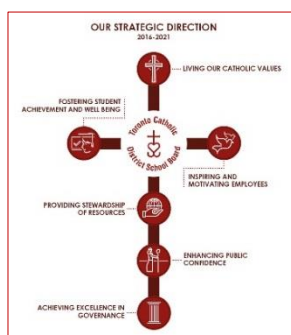 OUR STRATEGIC DIRECTION
2016-2021
LIVING OUR CATHOLIC VALUES
FOSTERING STUDENT
ACHIEVEMENT AND WELL BEING
Toronto Catholic
District School Board
INSPIRING AND
MOTIVATING EMPLOYEES
PROVIDING STEWARDSHIP
OF RESOURCES
ENHANCING PUBLIC
CONFIDENCE
ACHIEVING EXCELLENCE IN
GOVERNANCE